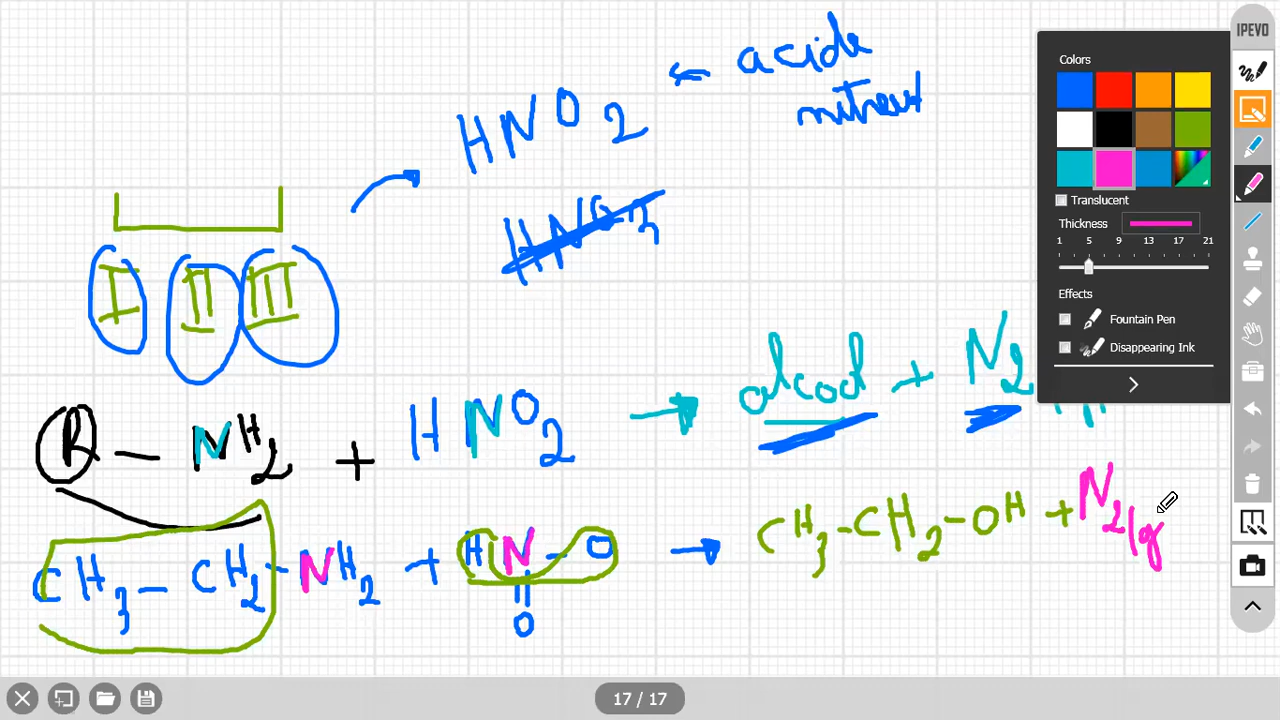 acide
nitreux
← HNO2
HNO3
I II III
R – NH2 + HNO2 → alcool + N2
CH3 – CH2 – NH2 + HN – O → CH3 – CH2 – OH + N2(g
O
IPEVO
Colors
Translucent
Thickness
1 5 9 13 17 21
Effects
Fountain Pen
Disappearing Ink
17 / 17